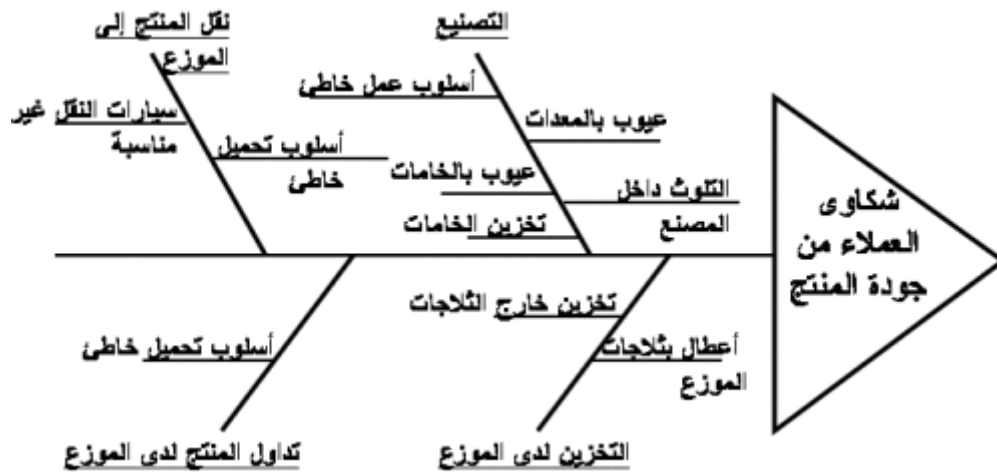 التصنيع
نقل المنتج إلى
الموزع
أسلوب عمل خاطئ
سيارات النقل غير
مناسبة
عيوب بالمعدات
أسلوب تحميل
خاطئ
عيوب بالخامات
التلوث داخل
المصنع
تخزين الخامات
شكاوى
العملاء من
جودة المنتج
تخزين خارج الثلاجات
أعطال بثلاجات
الموزع
أسلوب تحميل خاطئ
التخزين لدى الموزع
تداول المنتج لدى الموزع